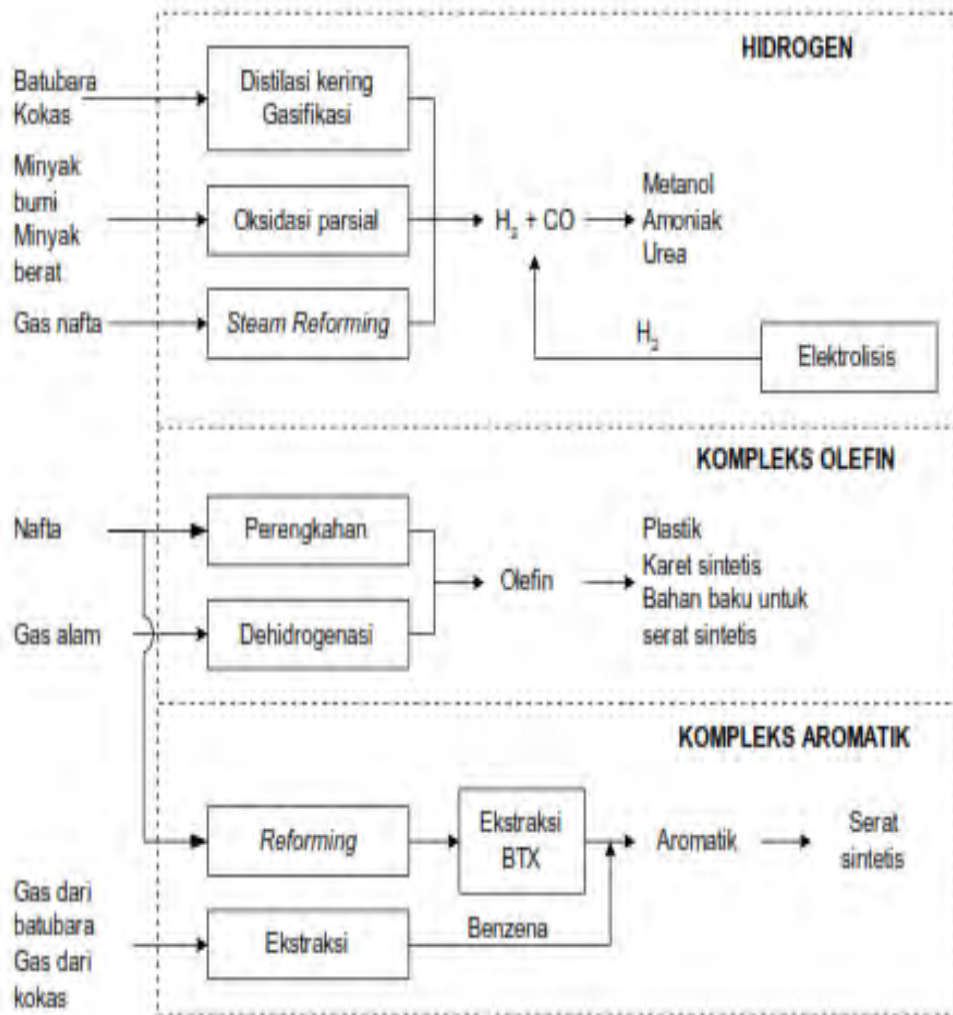 HIDROGEN
Batubara
Kokas
Distilasi kering
Gasifikasi
Minyak
bumi
Minyak
berat
Oksidasi parsial
H₂ + CO
Metanol
Amoniak
Urea
Gas nafta
Steam Reforming
H₂
Elektrolisis
KOMPLEKS OLEFIN
Nafta
Perengkahan
Olefin
Plastik
Karet sintetis
Bahan baku untuk
serat sintetis
Gas alam
Dehidrogenasi
KOMPLEKS AROMATIK
Reforming
Ekstraksi
BTX
Aromatik
Serat
sintetis
Gas dari
batubara
Gas dari
kokas
Ekstraksi
Benzena